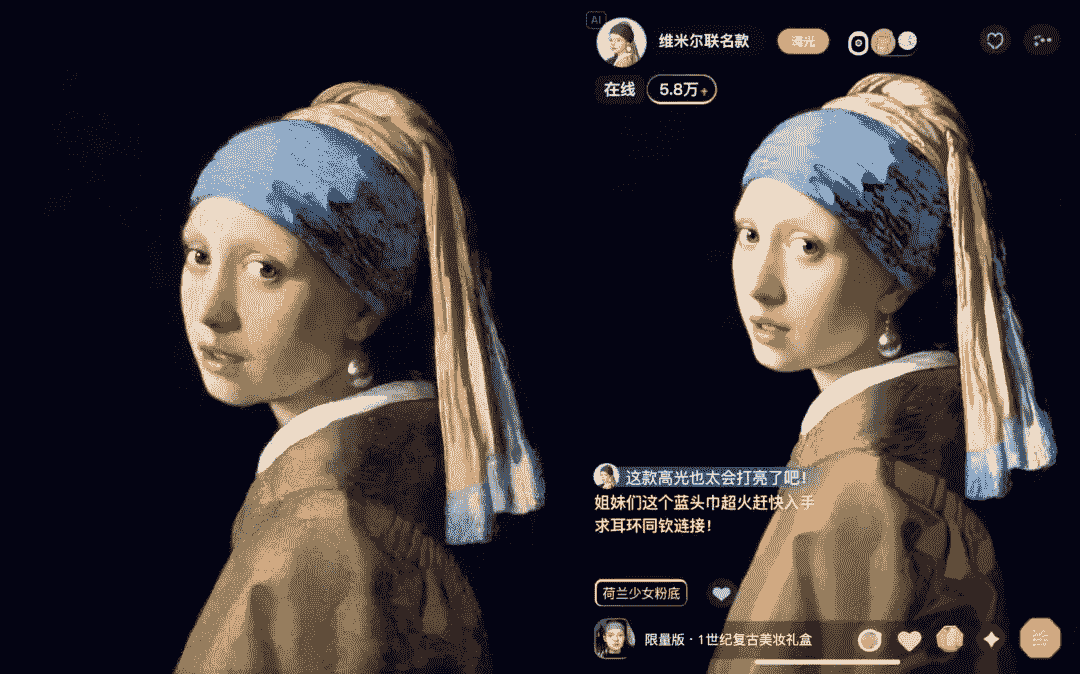 AI
维米尔联名款
在线
5.8万+
这款高光也太会打亮了吧！
姐妹们这个蓝头巾超火赶快入手
求耳环同钦链接！
荷兰少女粉底
限量版 · 1世纪复古美妆礼盒